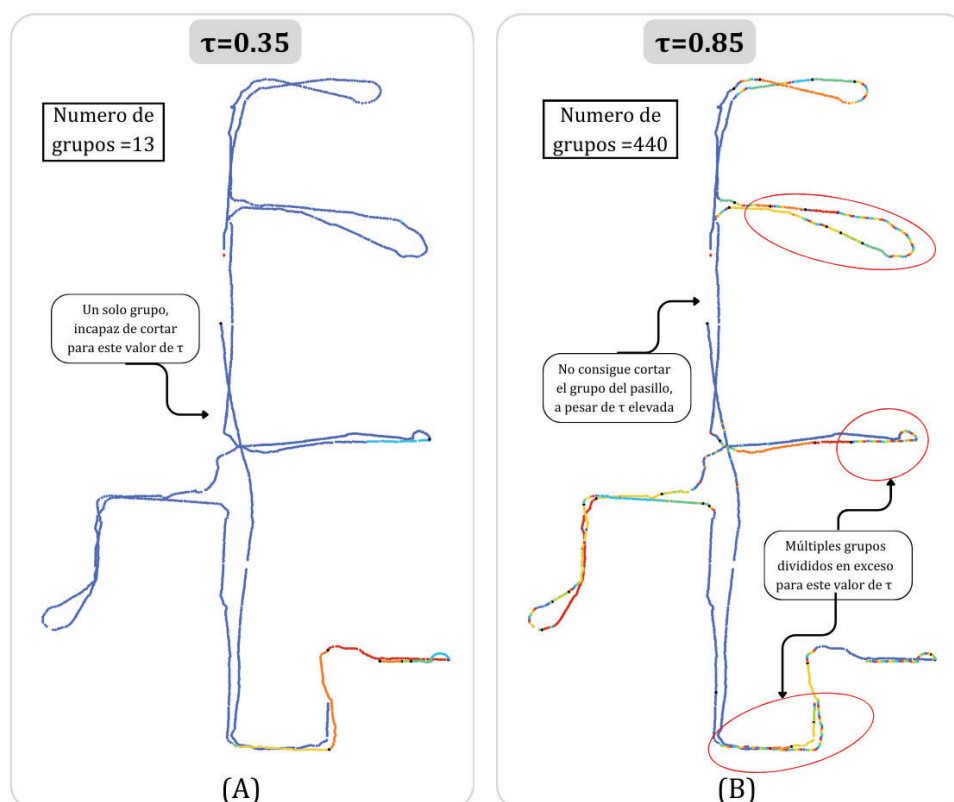 τ=0.35
Numero de
grupos =13
Un solo grupo,
incapaz de cortar
para este valor de τ
(A)
τ=0.85
Numero de
grupos =440
No consigue cortar
el grupo del pasillo,
a pesar de τ elevada
Múltiples grupos
divididos en exceso
para este valor de τ
(B)